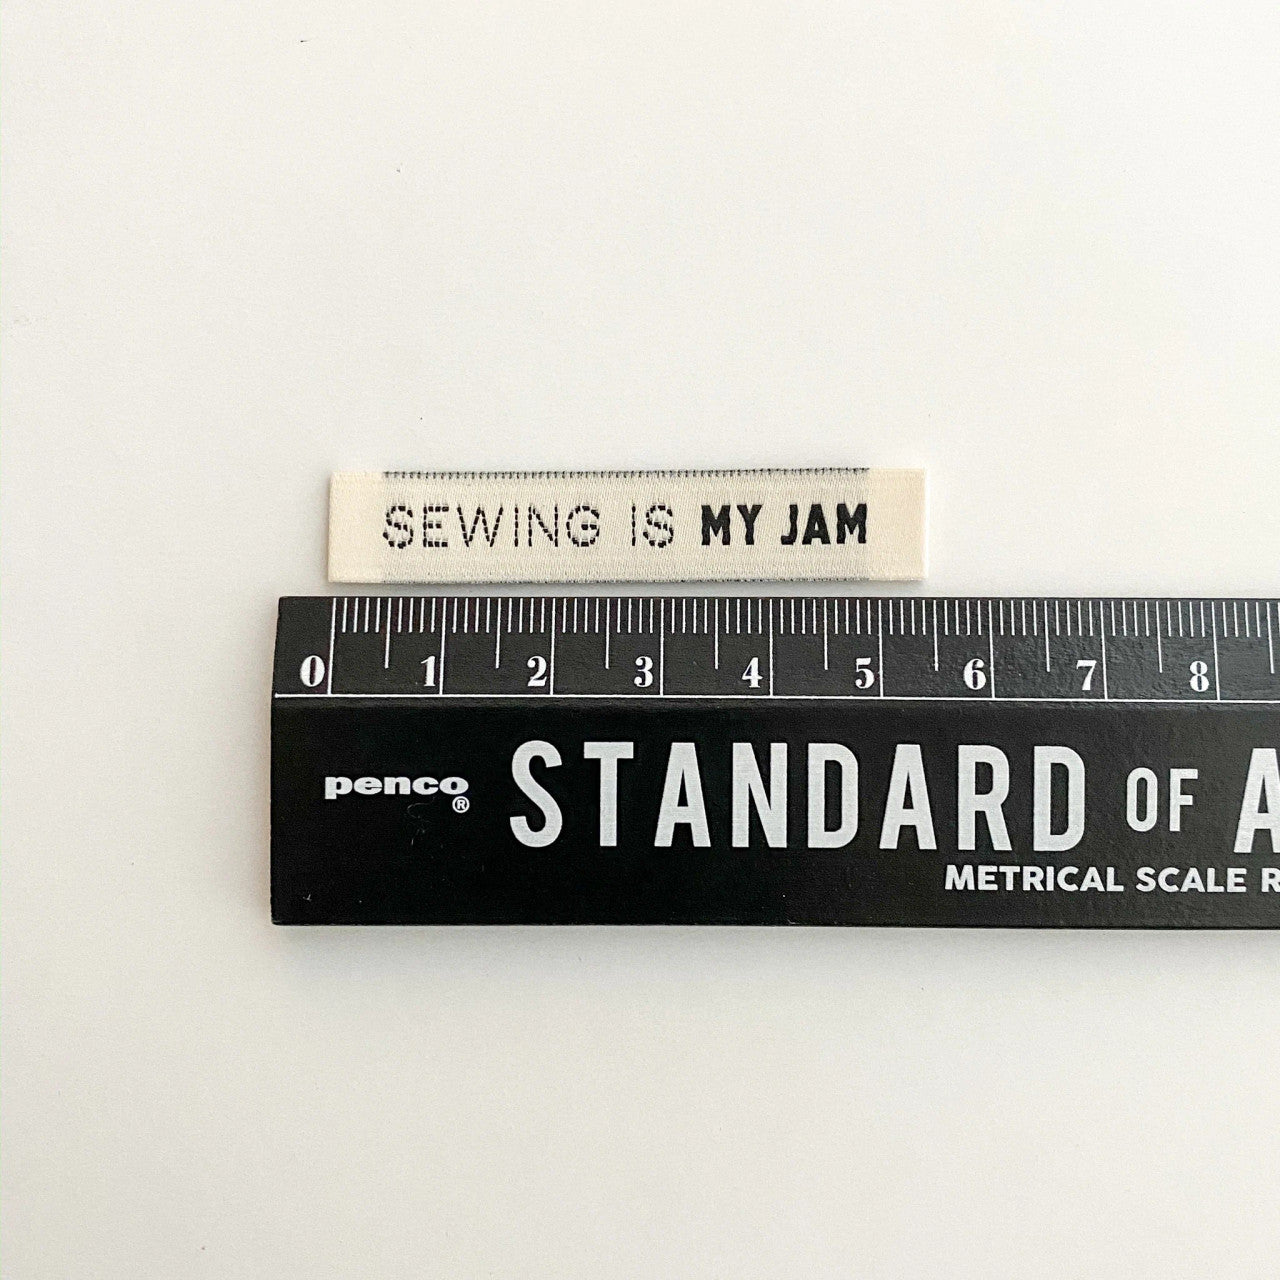 SEWING IS MY JAM
0 1 2 3 4 5 6 7 8
penco®
STANDARD OF A
METRICAL SCALE R